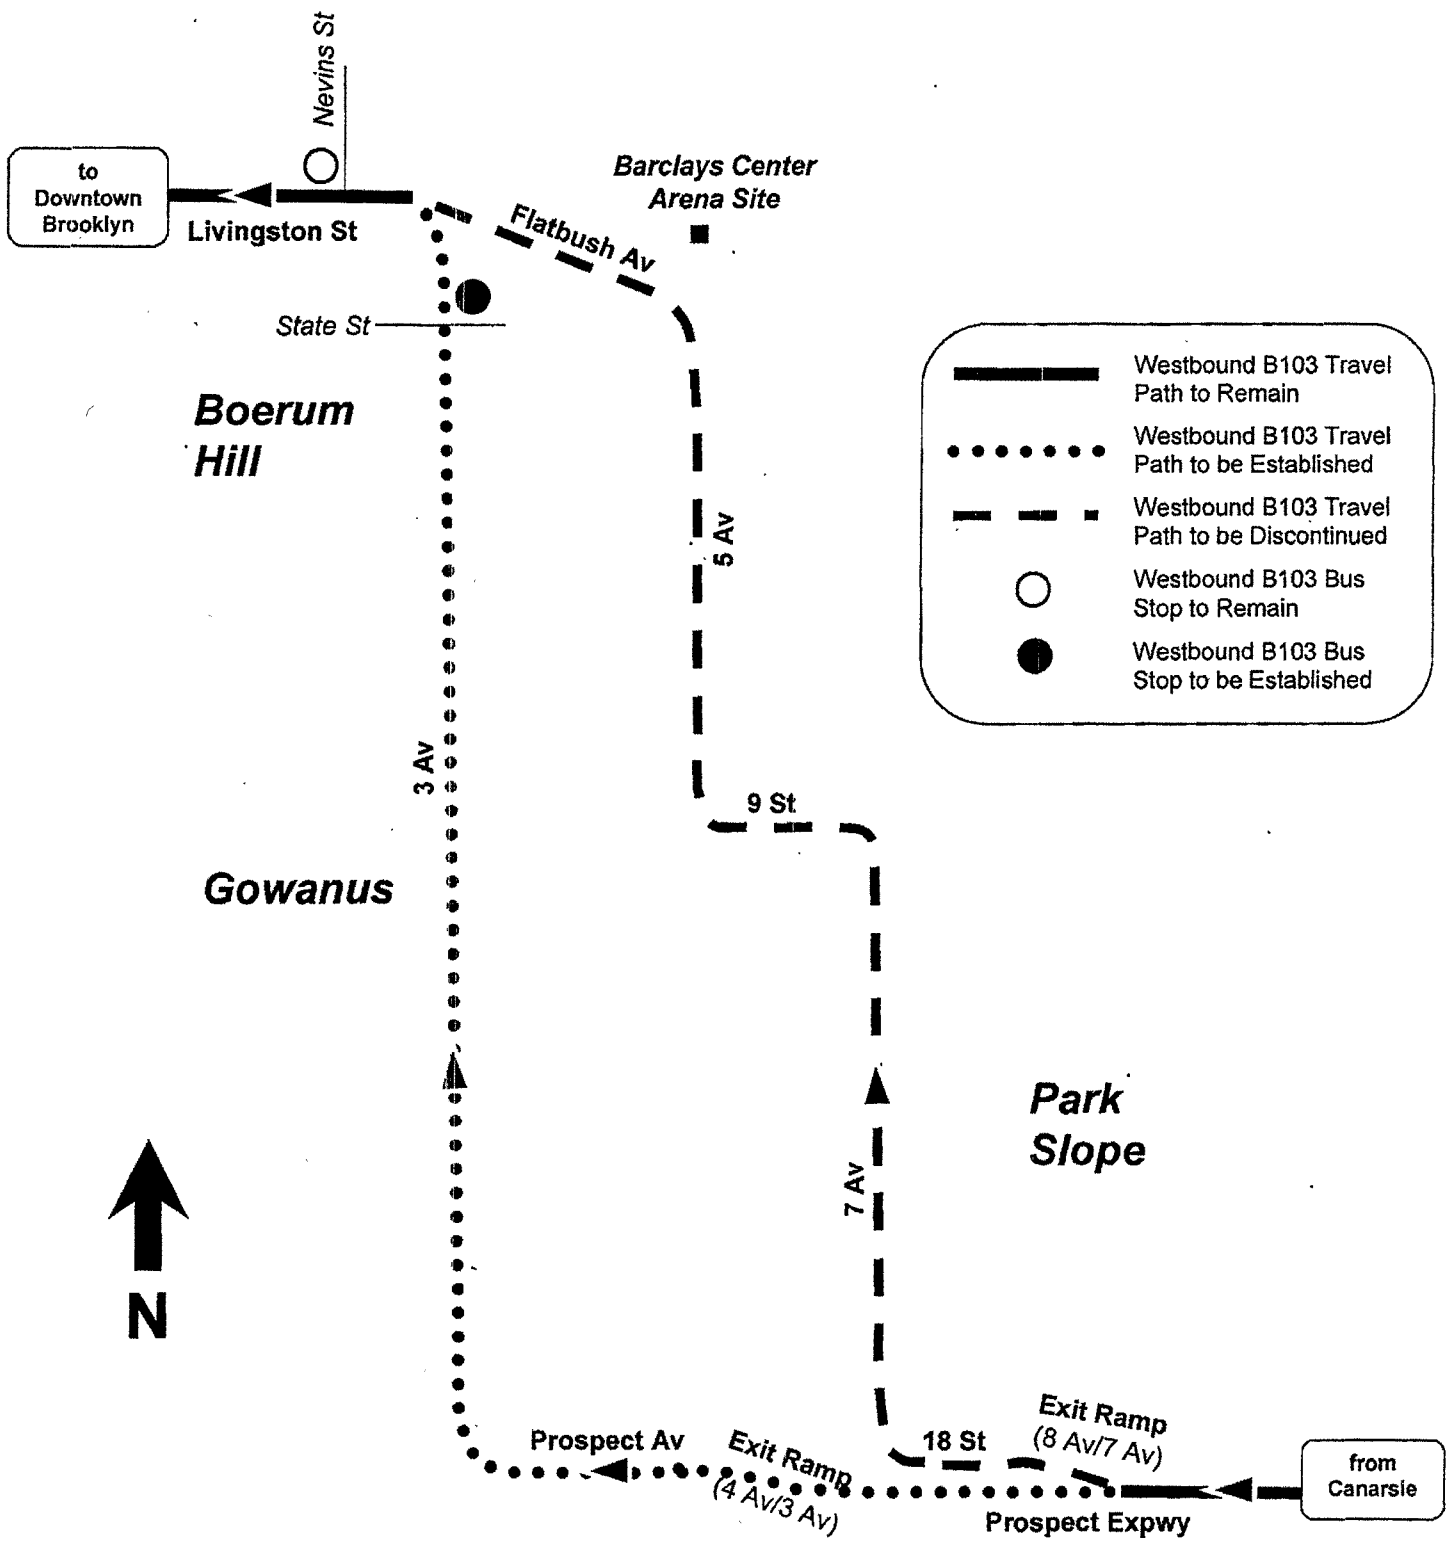 Nevins St
to
Downtown
Brooklyn
Livingston St
Barclays Center
Arena Site
Flatbush Av
State St
Boerum
Hill
Westbound B103 Travel
Path to Remain
Westbound B103 Travel
Path to be Established
Westbound B103 Travel
Path to be Discontinued
Westbound B103 Bus
Stop to Remain
Westbound B103 Bus
Stop to be Established
5 Av
3 Av
9 St
Gowanus
Park
Slope
7 Av
N
Prospect Av
Exit Ramp
(4 Av/3 Av)
18 St
Exit Ramp
(8 Av/7 Av)
from
Canarsie
Prospect Expwy